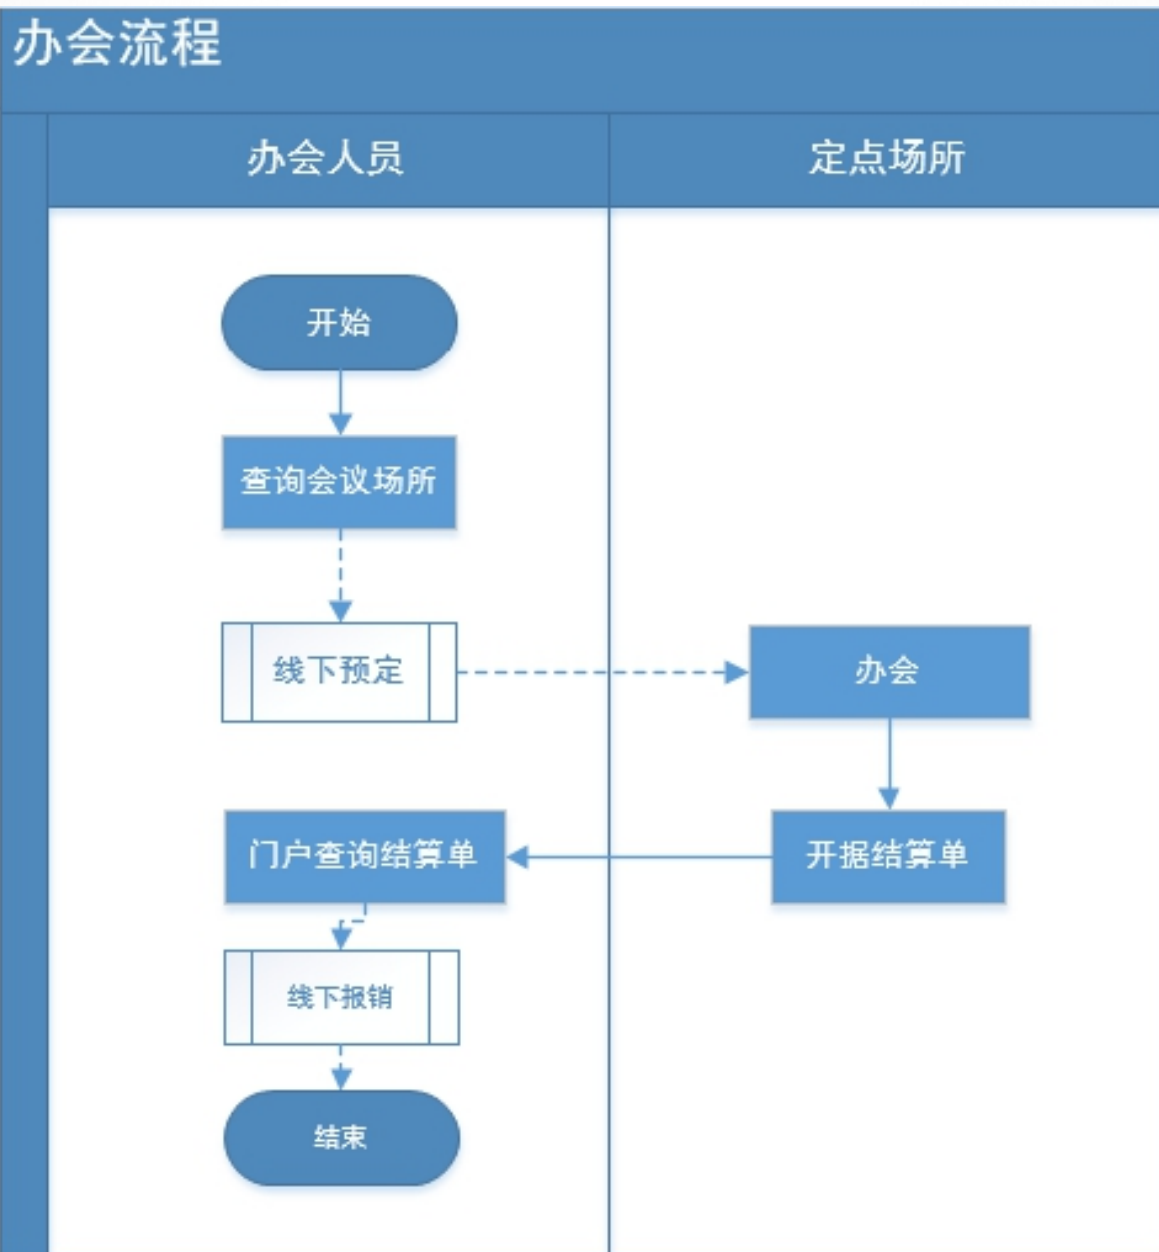 办会流程
办会人员
定点场所
开始
查询会议场所
线下预定
办会
门户查询结算单
开据结算单
线下报销
结束